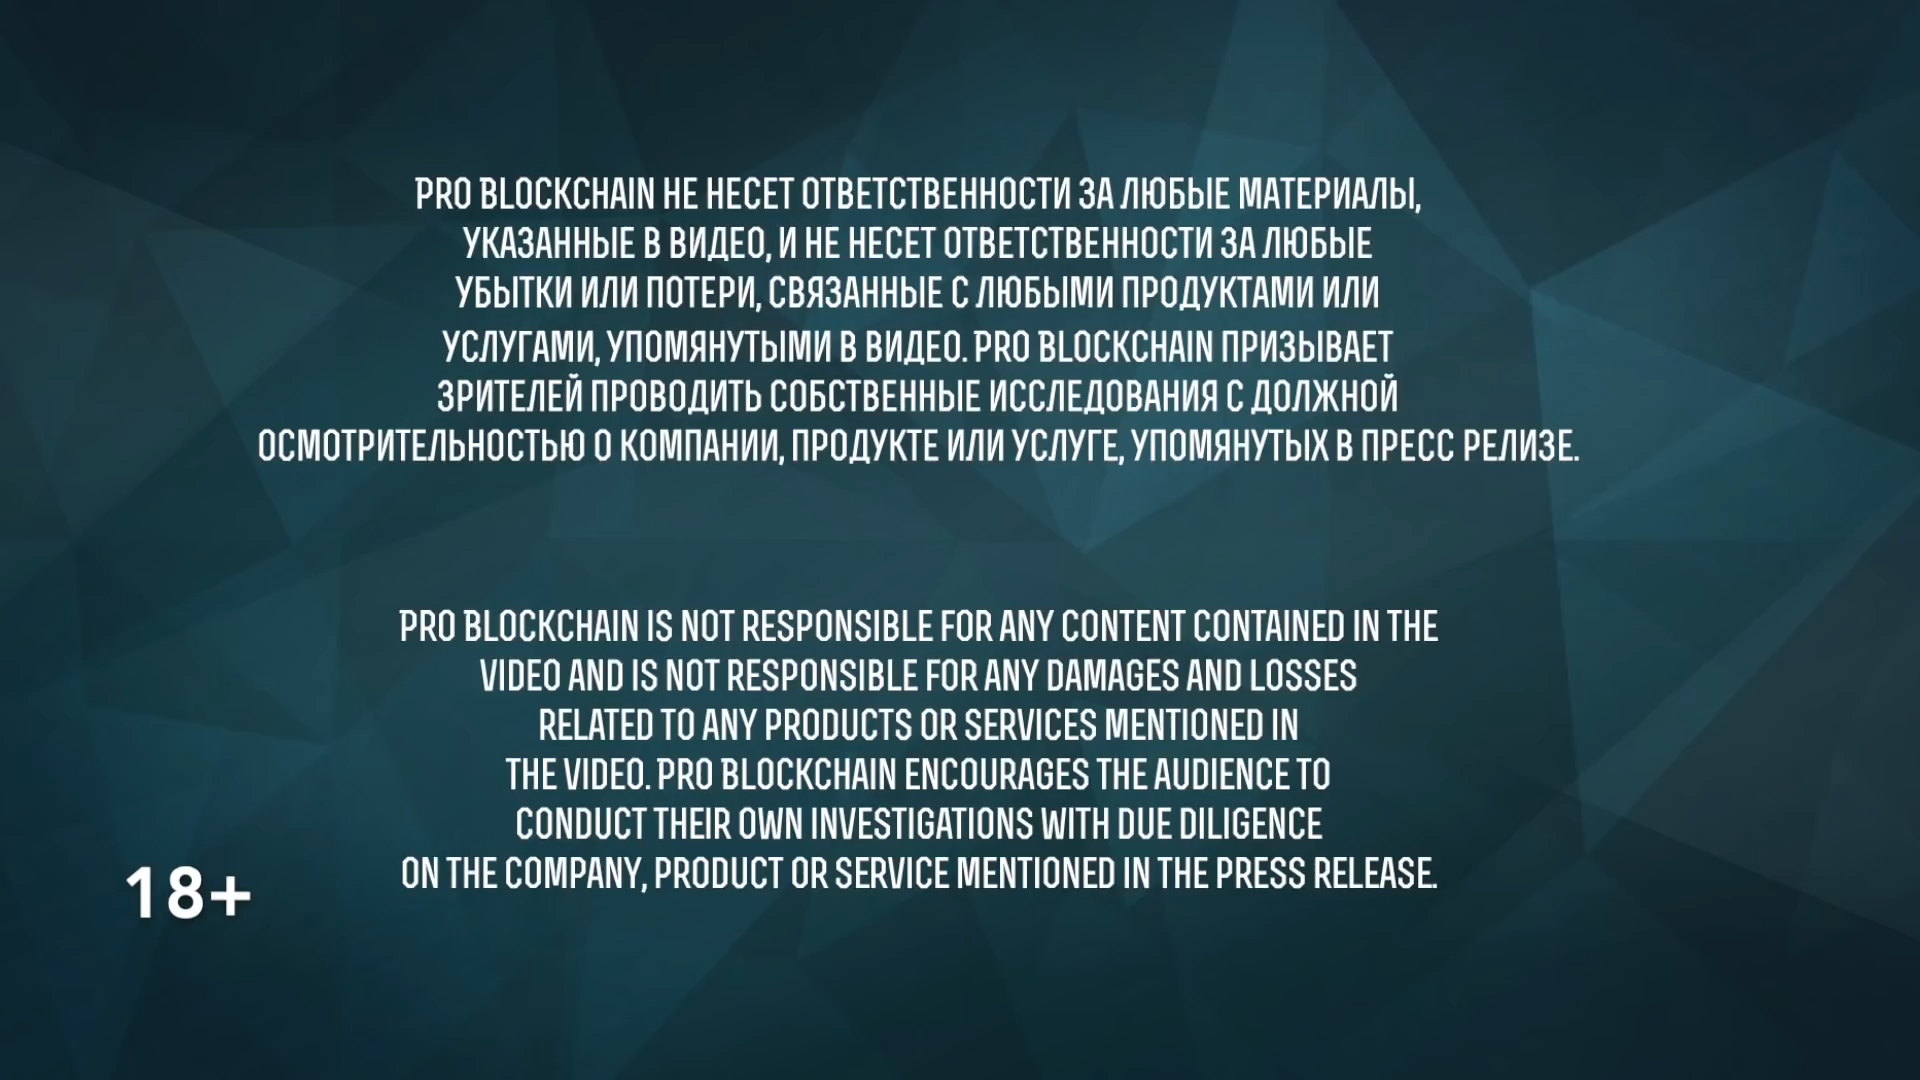 PRO BLOCKCHAIN НЕ НЕСЕТ ОТВЕТСТВЕННОСТИ ЗА ЛЮБЫЕ МАТЕРИАЛЫ,
УКАЗАННЫЕ В ВИДЕО, И НЕ НЕСЕТ ОТВЕТСТВЕННОСТИ ЗА ЛЮБЫЕ
УБЫТКИ ИЛИ ПОТЕРИ, СВЯЗАННЫЕ С ЛЮБЫМИ ПРОДУКТАМИ ИЛИ
УСЛУГАМИ, УПОМЯНУТЫМИ В ВИДЕО. PRO BLOCKCHAIN ПРИЗЫВАЕТ
ЗРИТЕЛЕЙ ПРОВОДИТЬ СОБСТВЕННЫЕ ИССЛЕДОВАНИЯ С ДОЛЖНОЙ
ОСМОТРИТЕЛЬНОСТЬЮ О КОМПАНИИ, ПРОДУКТЕ ИЛИ УСЛУГЕ, УПОМЯНУТЫХ В ПРЕСС РЕЛИЗЕ.
PRO BLOCKCHAIN IS NOT RESPONSIBLE FOR ANY CONTENT CONTAINED IN THE
VIDEO AND IS NOT RESPONSIBLE FOR ANY DAMAGES AND LOSSES
RELATED TO ANY PRODUCTS OR SERVICES MENTIONED IN
THE VIDEO. PRO BLOCKCHAIN ENCOURAGES THE AUDIENCE TO
CONDUCT THEIR OWN INVESTIGATIONS WITH DUE DILIGENCE
ON THE COMPANY, PRODUCT OR SERVICE MENTIONED IN THE PRESS RELEASE.
18+